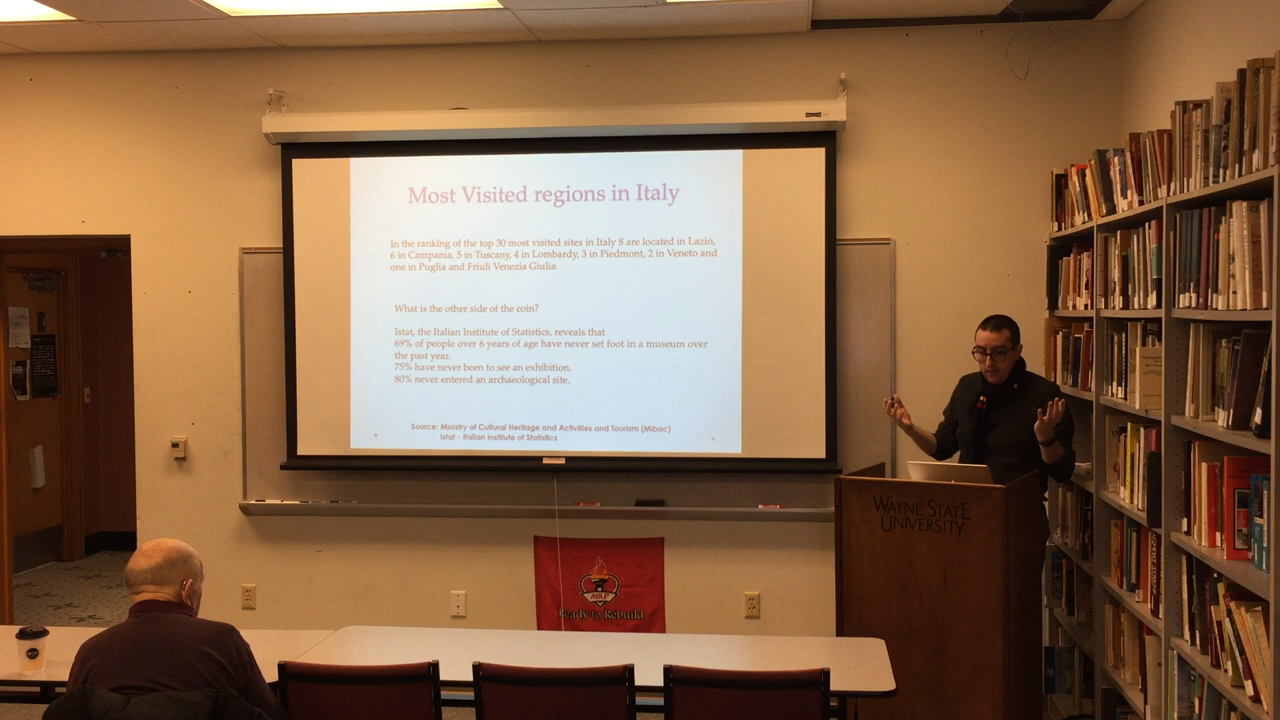 Most Visited regions in Italy
In the ranking of the top 30 most visited sites in Italy 8 are located in Lazio,
6 in Campania, 5 in Tuscany, 4 in Lombardy, 3 in Piedmont, 2 in Veneto and
one in Puglia and Friuli Venezia Giulia.
What is the other side of the coin?
Istat, the Italian Institute of Statistics, reveals that
69% of people over 6 years of age have never set foot in a museum over
the past year.
75% have never been to see an exhibition.
80% never entered an archaeological site.
Source: Ministry of Cultural Heritage and Activities and Tourism (Mibac)
Istat - Italian Institute of Statistics
WAYNE STATE
UNIVERSITY
Ready to Rebuild